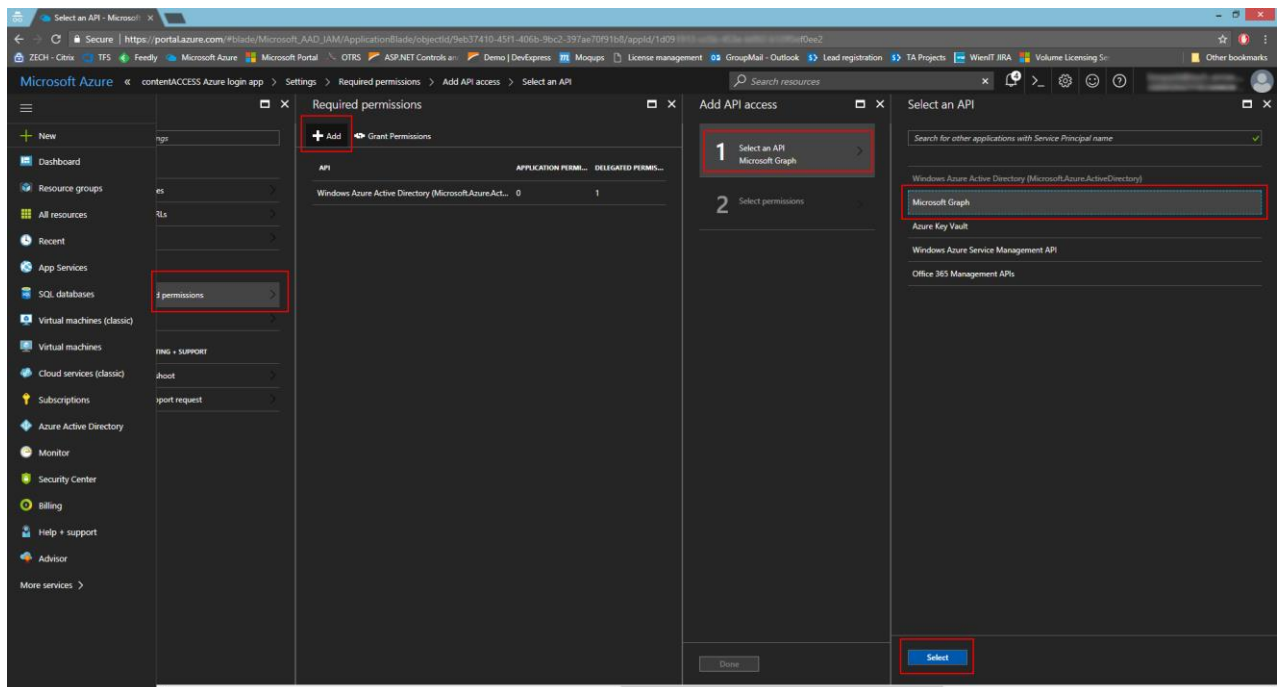 Select an API - Microsoft
Secure | https://portal.azure.com/#blade/Microsoft_AAD_IAM/ApplicationBlade/objectId/9eb37410-45f1-406b-9bc2-397ae70f91b8/appId/1d09
ZECH - Citrix TFS Feedly Microsoft Azure Microsoft Portal OTRS ASP.NET Controls an Demo | DevExpress Moqups License management GroupMail - Outlook Lead registration TA Projects WienIT JIRA Volume Licensing Se Other bookmarks
Microsoft Azure « contentACCESS Azure login app > Settings > Required permissions > Add API access > Select an API
Search resources
New
Dashboard
Resource groups
All resources
Recent
App Services
SQL databases
Virtual machines (classic)
Virtual machines
Cloud services (classic)
Subscriptions
Azure Active Directory
Monitor
Security Center
Billing
Help + support
Advisor
More services >
ngs
es
RLs
d permissions
TING + SUPPORT
shoot
pport request
Required permissions
Add Grant Permissions
API APPLICATION PERMI... DELEGATED PERMIS...
Windows Azure Active Directory (Microsoft.Azure.Act... 0 1
Add API access
1 Select an API
Microsoft Graph
2 Select permissions
Done
Select an API
Search for other applications with Service Principal name
Windows Azure Active Directory (Microsoft.Azure.ActiveDirectory)
Microsoft Graph
Azure Key Vault
Windows Azure Service Management API
Office 365 Management APIs
Select